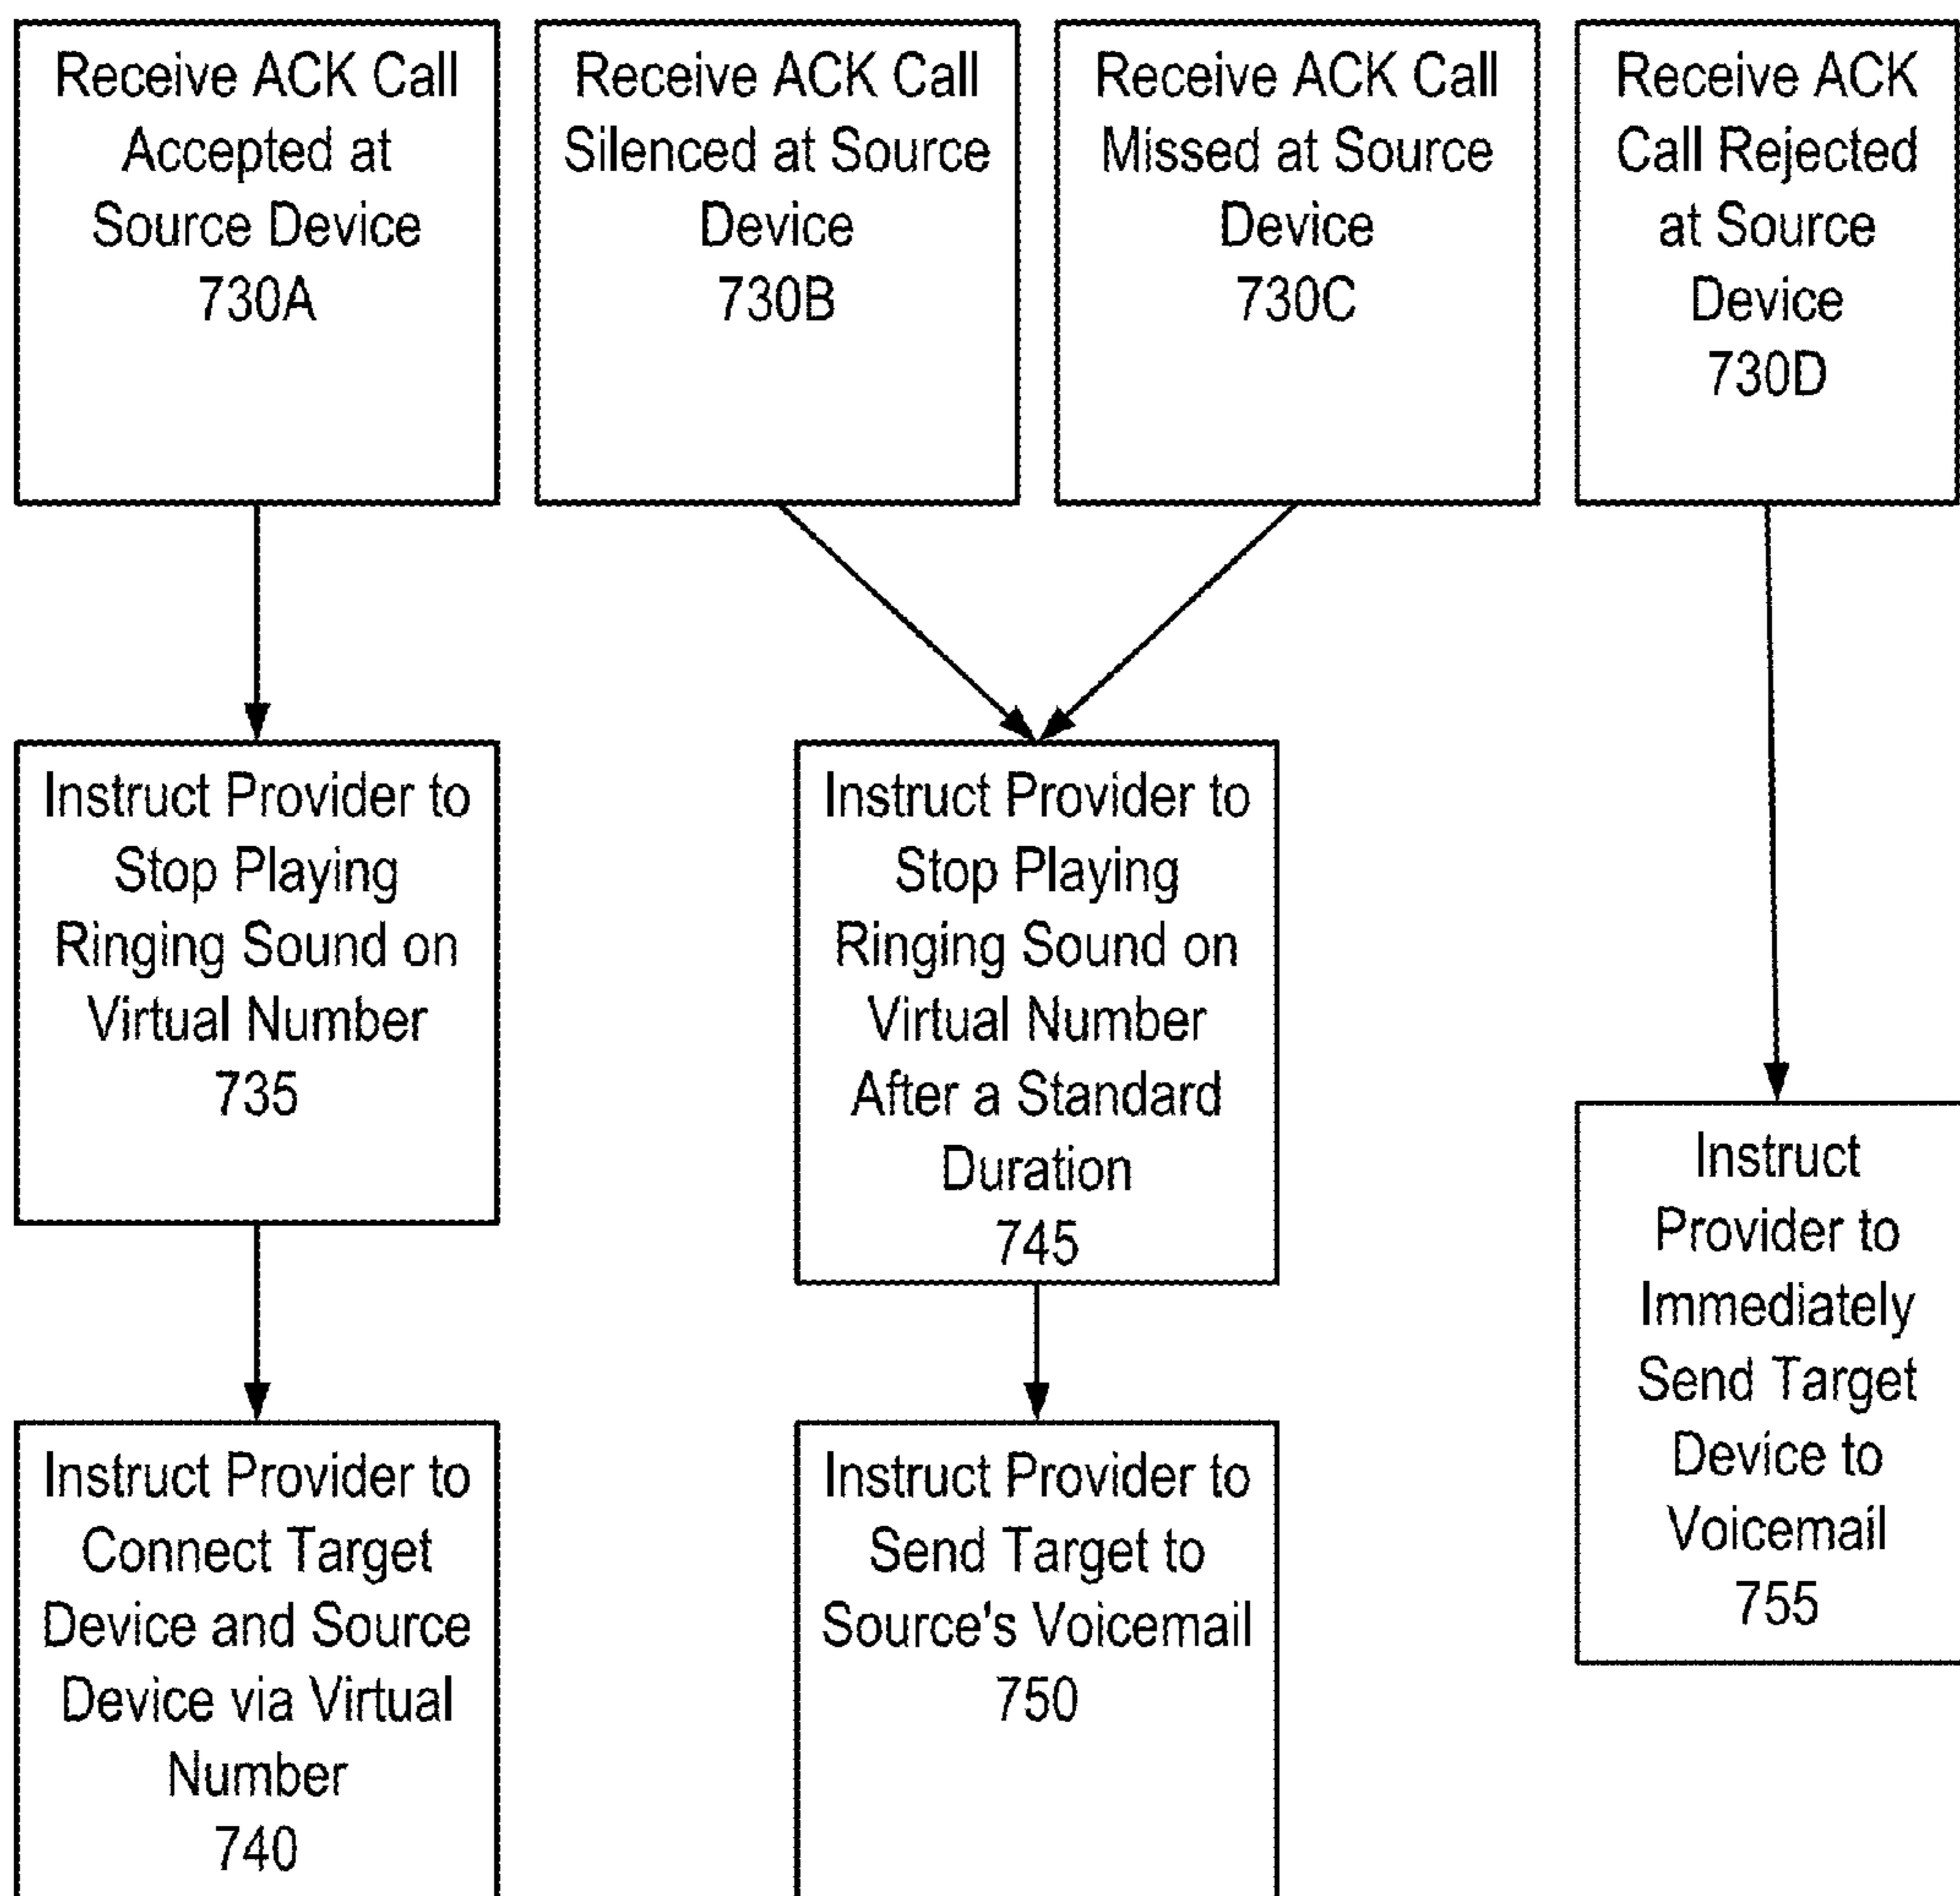 Receive ACK Call
Accepted at
Source Device
730A
Receive ACK Call
Silenced at Source
Device
730B
Receive ACK Call
Missed at Source
Device
730C
Receive ACK
Call Rejected
at Source
Device
730D
Instruct Provider to
Stop Playing
Ringing Sound on
Virtual Number
735
Instruct Provider to
Stop Playing
Ringing Sound on
Virtual Number
After a Standard
Duration
745
Instruct
Provider to
Immediately
Send Target
Device to
Voicemail
755
Instruct Provider to
Connect Target
Device and Source
Device via Virtual
Number
740
Instruct Provider to
Send Target to
Source's Voicemail
750